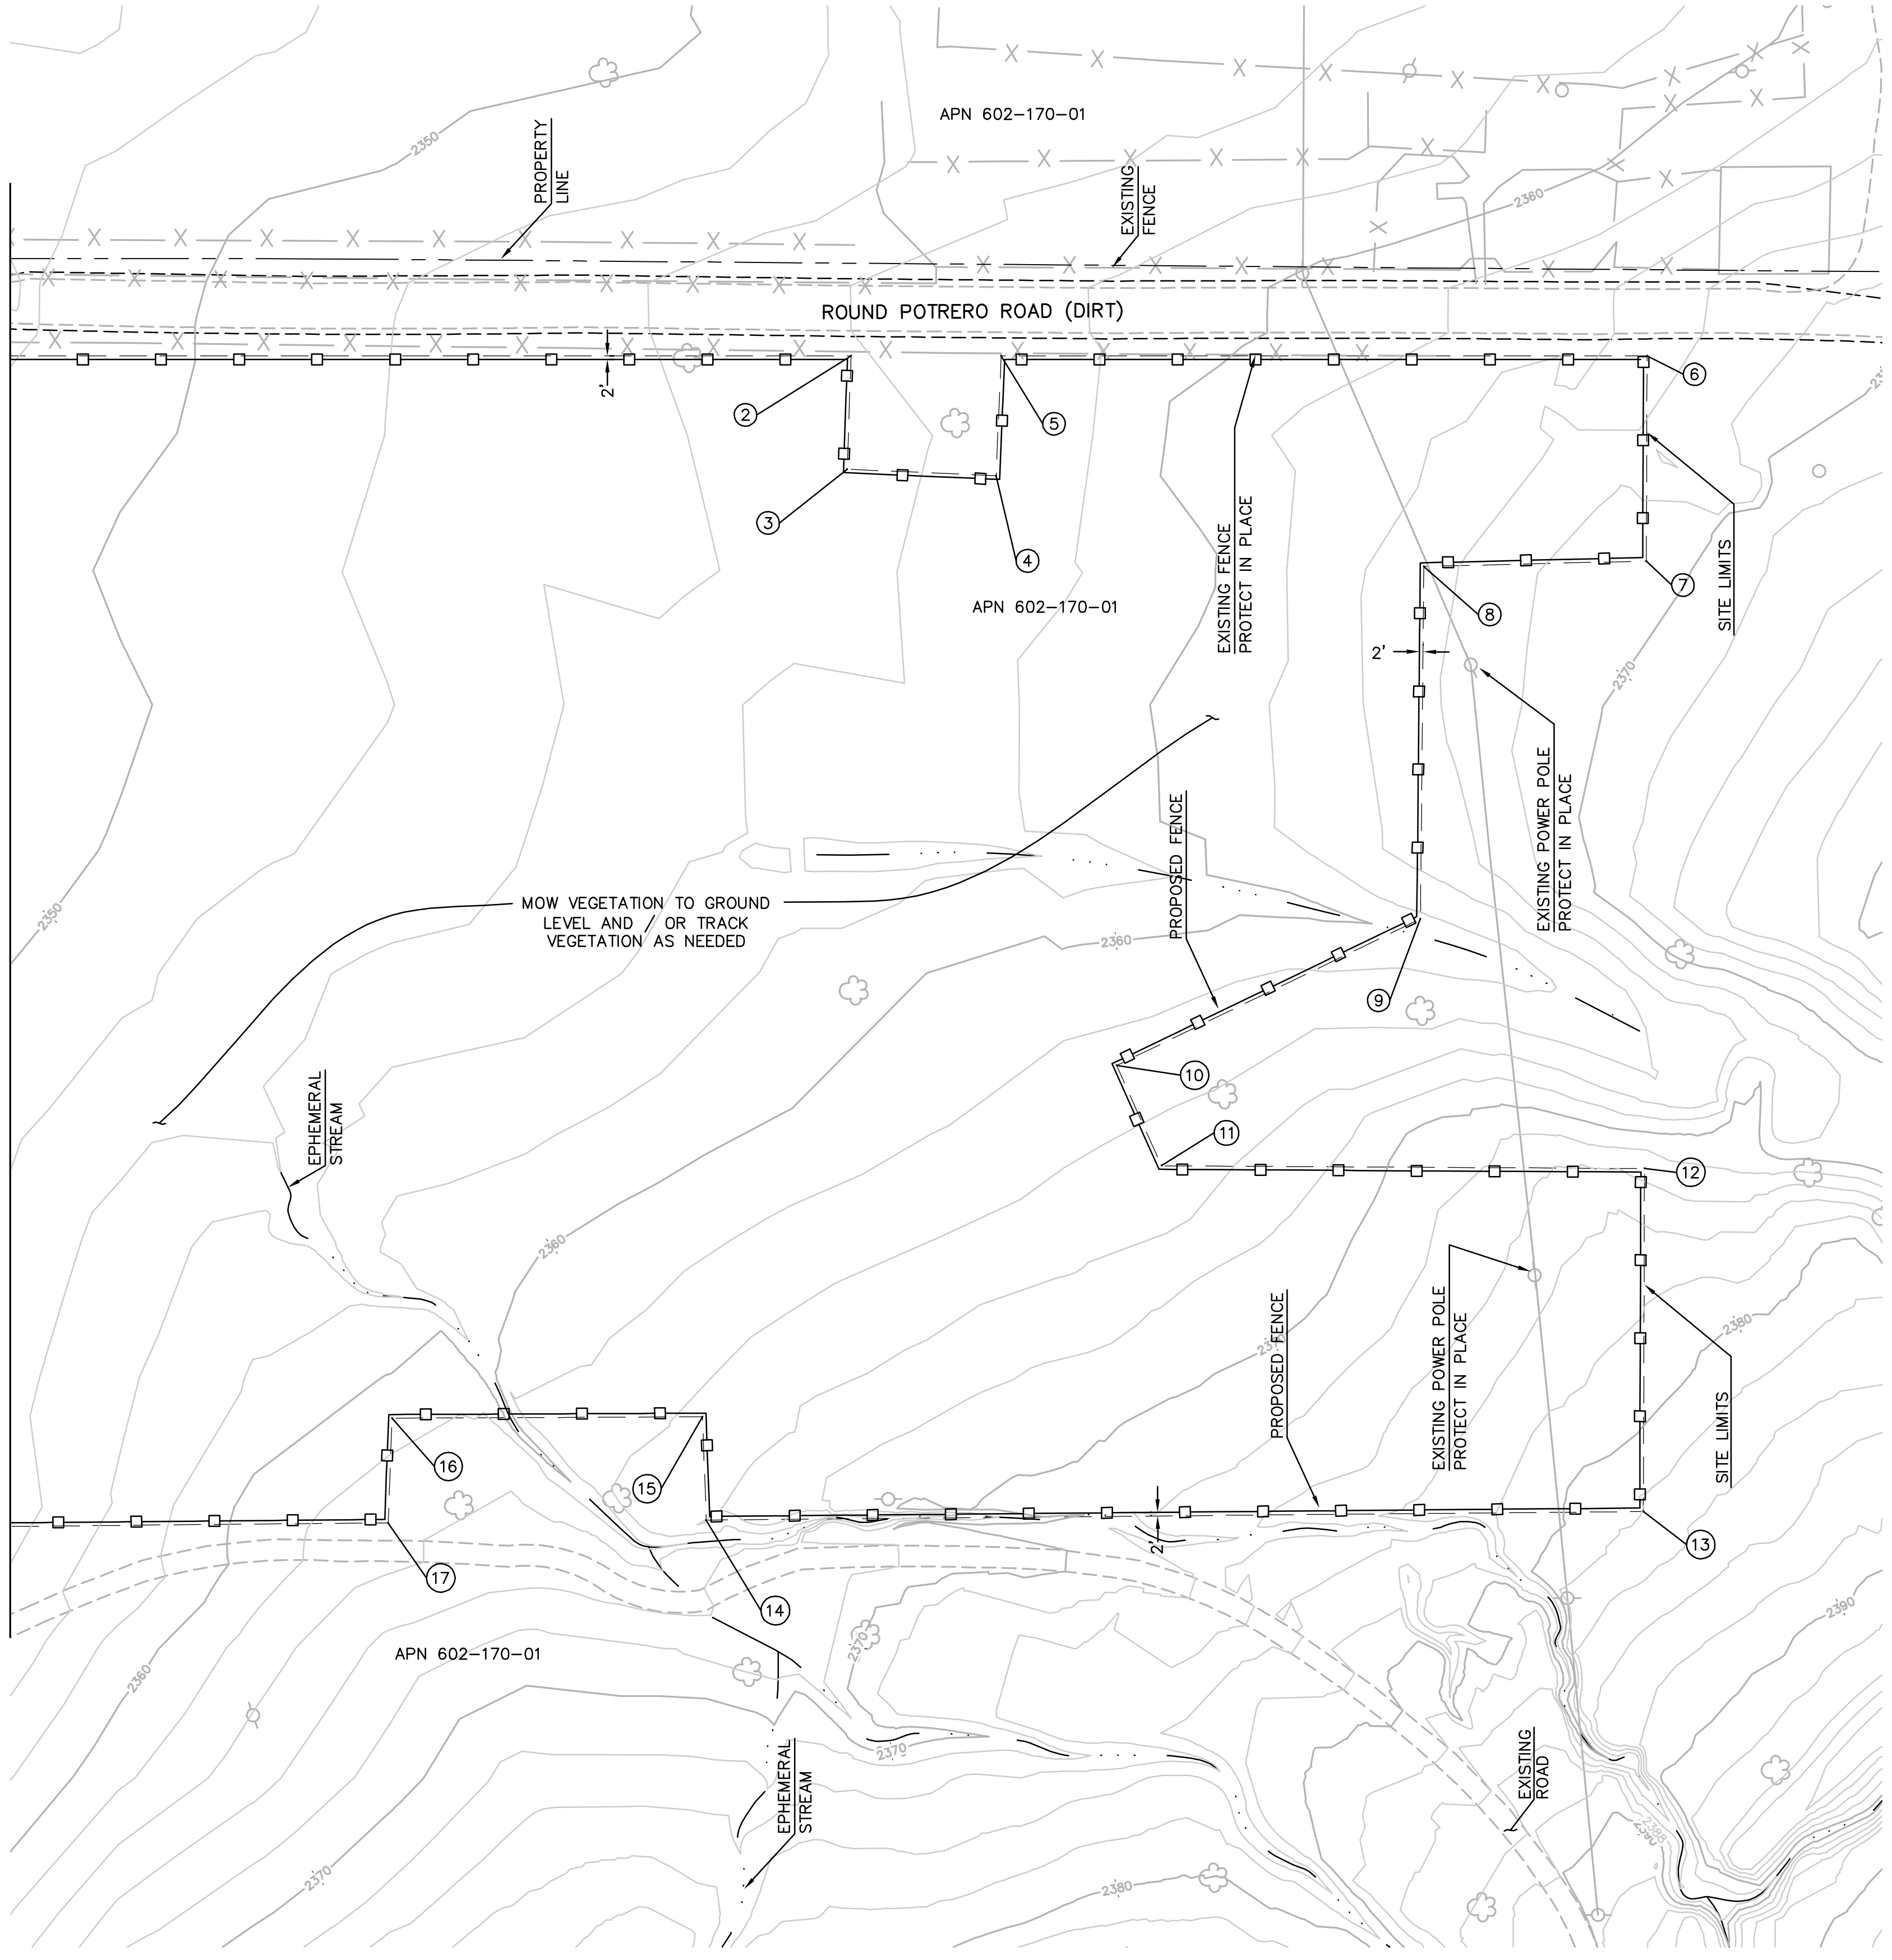 APN 602-170-01
2350
PROPERTY
LINE
EXISTING
FENCE
2360
ROUND POTRERO ROAD (DIRT)
2'
2
5
6
3
4
EXISTING FENCE
PROTECT IN PLACE
SITE LIMITS
7
8
APN 602-170-01
2'
2370
EXISTING POWER POLE
PROTECT IN PLACE
PROPOSED FENCE
MOW VEGETATION TO GROUND
LEVEL AND / OR TRACK
VEGETATION AS NEEDED
2350
2360
9
10
11
12
EPHEMERAL
STREAM
2360
PROPOSED FENCE
EXISTING POWER POLE
PROTECT IN PLACE
2380
SITE LIMITS
16
15
2'
13
17
14
2390
APN 602-170-01
2360
2370
2370
EPHEMERAL
STREAM
EXISTING
ROAD
2388
2390
2370
2380